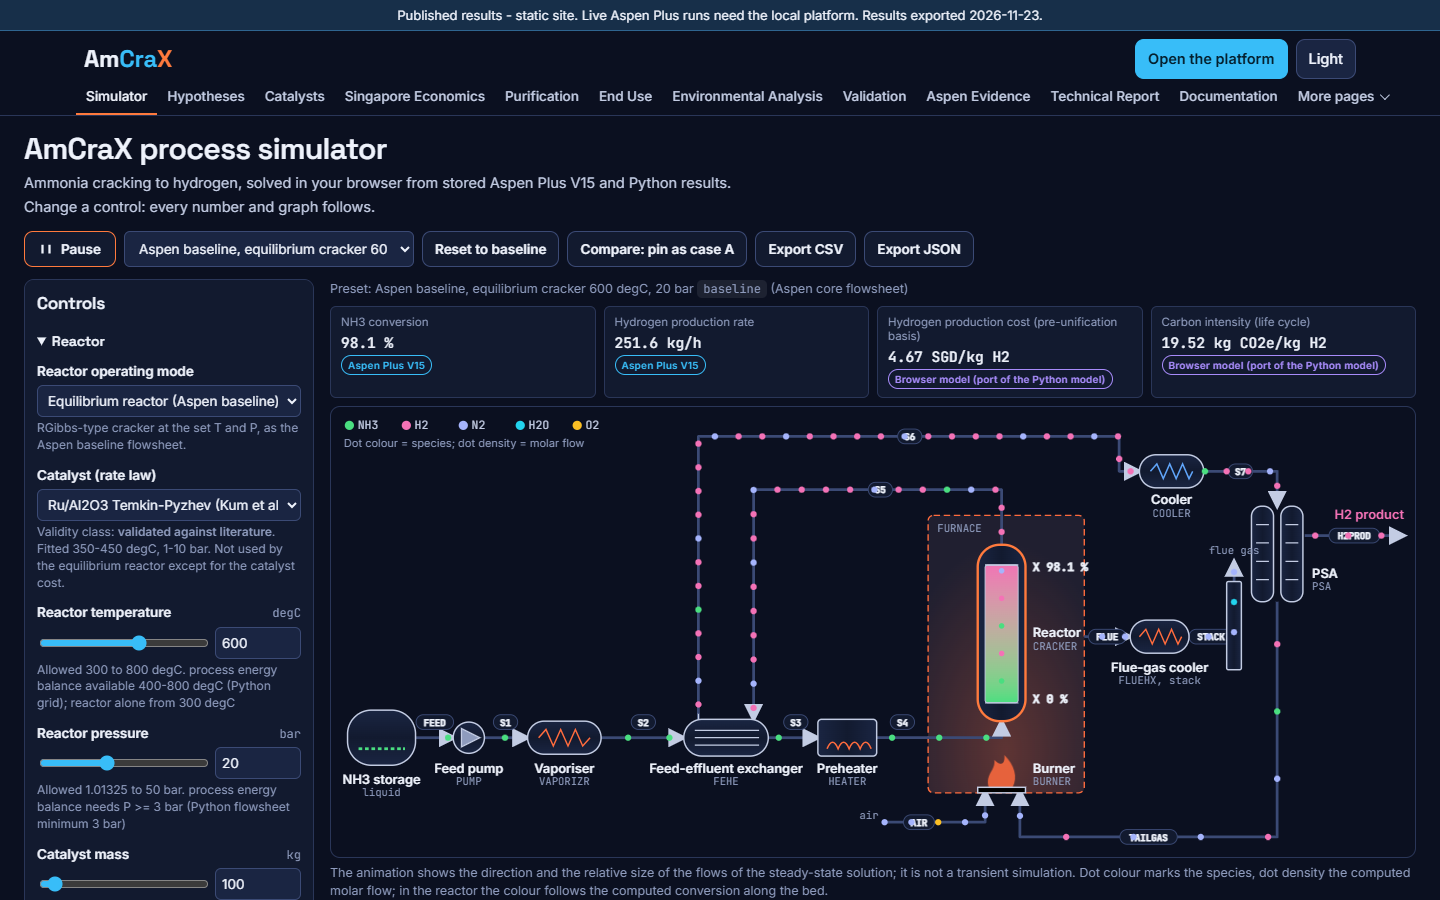 Published results - static site. Live Aspen Plus runs need the local platform. Results exported 2026-11-23.
AmCraX
Open the platform
Light
Simulator
Hypotheses
Catalysts
Singapore Economics
Purification
End Use
Environmental Analysis
Validation
Aspen Evidence
Technical Report
Documentation
More pages
AmCraX process simulator
Ammonia cracking to hydrogen, solved in your browser from stored Aspen Plus V15 and Python results.
Change a control: every number and graph follows.
Pause
Aspen baseline, equilibrium cracker 60
Reset to baseline
Compare: pin as case A
Export CSV
Export JSON
Controls
Reactor
Reactor operating mode
Equilibrium reactor (Aspen baseline)
RGibbs-type cracker at the set T and P, as the
Aspen baseline flowsheet.
Catalyst (rate law)
Ru/Al2O3 Temkin-Pyzhev (Kum et al
Validity class: validated against literature.
Fitted 350-450 degC, 1-10 bar. Not used by
the equilibrium reactor except for the catalyst
cost.
Reactor temperature degC
600
Allowed 300 to 800 degC. process energy
balance available 400-800 degC (Python
grid); reactor alone from 300 degC
Reactor pressure bar
20
Allowed 1.01325 to 50 bar. process energy
balance needs P >= 3 bar (Python flowsheet
minimum 3 bar)
Catalyst mass kg
100
Preset: Aspen baseline, equilibrium cracker 600 degC, 20 bar baseline (Aspen core flowsheet)
NH3 conversion
98.1 %
Aspen Plus V15
Hydrogen production rate
251.6 kg/h
Aspen Plus V15
Hydrogen production cost (pre-unification
basis)
4.67 SGD/kg H2
Browser model (port of the Python model)
Carbon intensity (life cycle)
19.52 kg CO2e/kg H2
Browser model (port of the Python model)
NH3 H2 N2 H2O O2
Dot colour = species; dot density = molar flow
S6
S5
S7
Cooler
COOLER
H2 product
H2PROD
flue gas
PSA
PSA
FURNACE
X 98.1 %
Reactor
CRACKER
X 0 %
FLUE
STACK
Flue-gas cooler
FLUEHX, stack
FEED
S1
S2
S3
S4
NH3 storage
liquid
Feed pump
PUMP
Vaporiser
VAPORIZR
Feed-effluent exchanger
FEHE
Preheater
HEATER
Burner
BURNER
air
AIR
TAILGAS
The animation shows the direction and the relative size of the flows of the steady-state solution; it is not a transient simulation. Dot colour marks the species, dot density the computed
molar flow; in the reactor the colour follows the computed conversion along the bed.